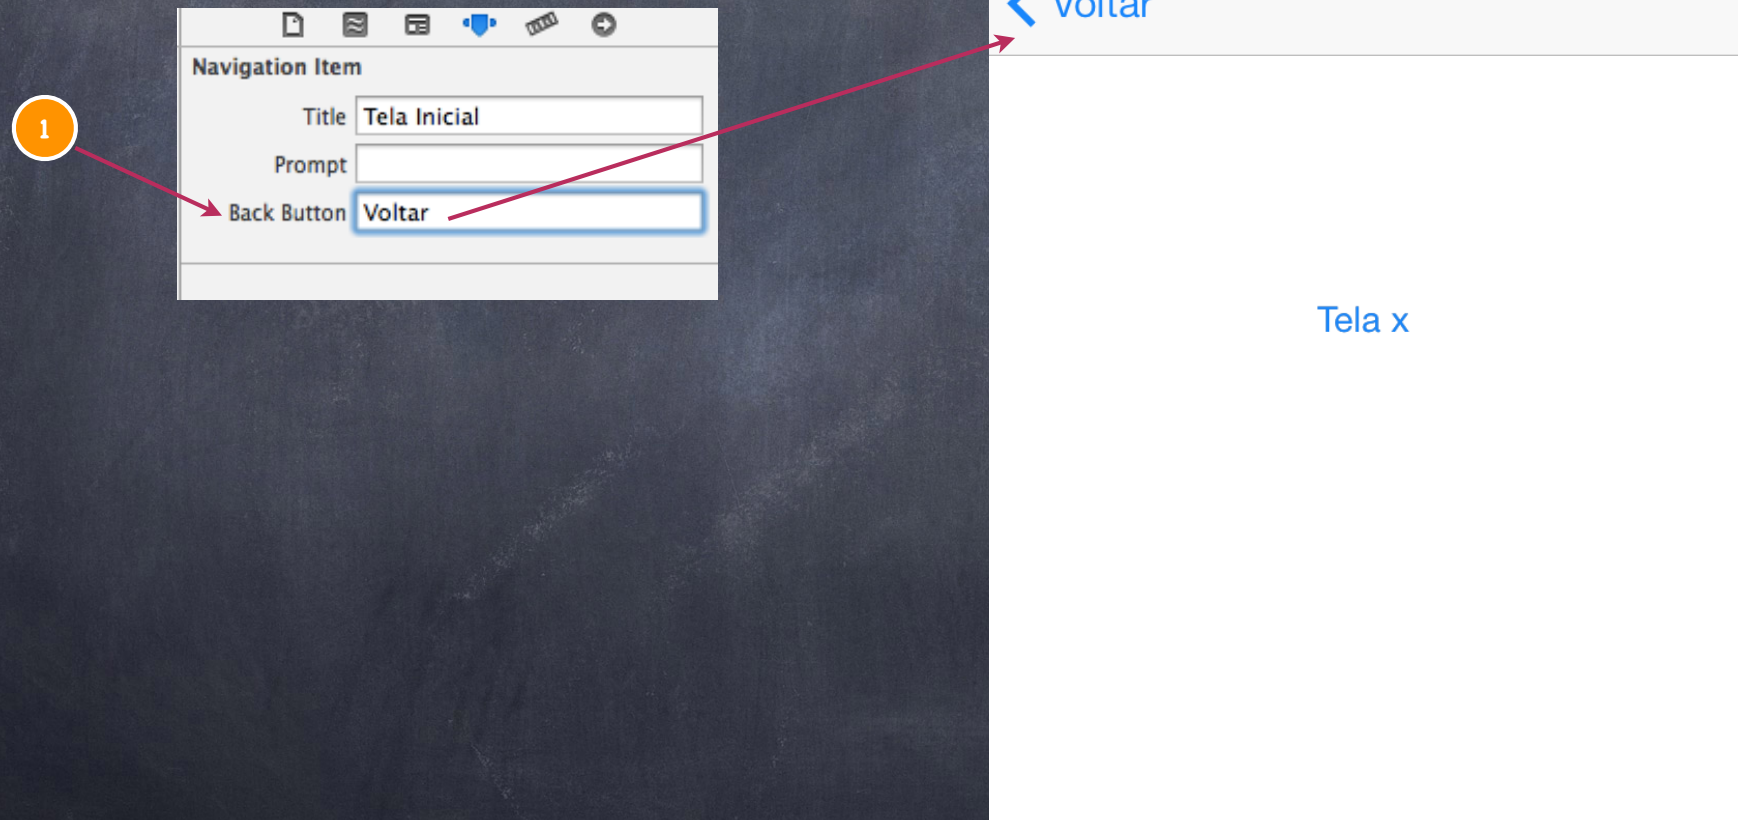 Navigation Item
Title Tela Inicial
Prompt
Back Button Voltar
1
Voltar
Tela x